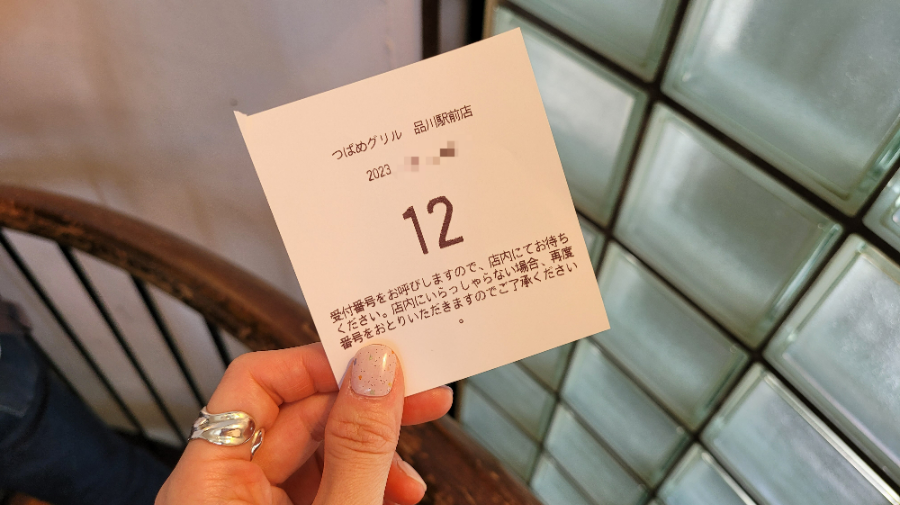 つばめグリル 品川駅前店
2023
12
受付番号をお呼びしますので、店内にてお待ち
ください。店内にいらっしゃらない場合、再度
番号をおとりいただきますのでご了承ください
。